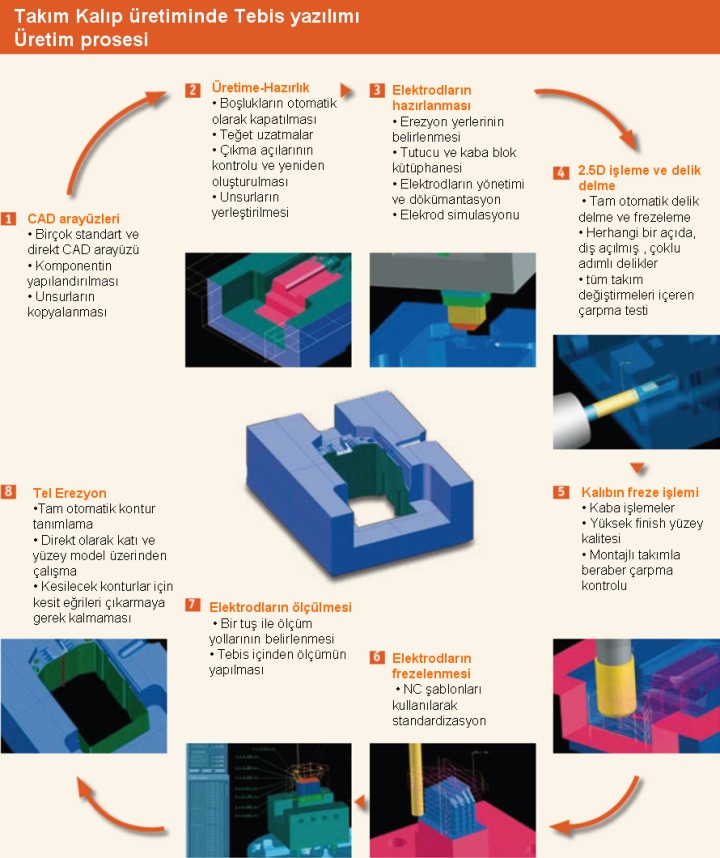 Takım Kalıp üretiminde Tebis yazılımı
Üretim prosesi
1 CAD arayüzleri
• Birçok standart ve
direkt CAD arayüzü
• Komponentin
yapılandırılması
• Unsurların
kopyalanması
2 Üretime-Hazırlık
• Boşlukların otomatik
olarak kapatılması
• Teğet uzatmalar
• Çıkma açılarının
kontrolu ve yeniden
oluşturulması
• Unsurların
yerleştirilmesi
3 Elektrodların
hazırlanması
• Erezyon yerlerinin
belirlenmesi
• Tutucu ve kaba blok
kütüphanesi
• Elektrodların yönetimi
ve dökümantasyon
• Elekrod simulasyonu
4 2.5D işleme ve delik
delme
• Tam otomatik delik
delme ve frezeleme
• Herhangi bir açıda,
diş açılmış , çoklu
adımlı delikler
• tüm takım
değiştirmeleri içeren
çarpma testi
5 Kalıbın freze işlemi
• Kaba işlemeler
• Yüksek finish yüzey
kalitesi
• Montajlı takımla
beraber çarpma
kontrolu
6 Elektrodların
frezelenmesi
• NC şablonları
kullanılarak
standardizasyon
7 Elektrodların ölçülmesi
• Bir tuş ile ölçüm
yollarının belirlenmesi
• Tebis içinden ölçümün
yapılması
8 Tel Erezyon
•Tam otomatik kontur
tanımlama
• Direkt olarak katı ve
yüzey model üzerinden
çalışma
• Kesilecek konturlar için
kesit eğrileri çıkarmaya
gerek kalmaması